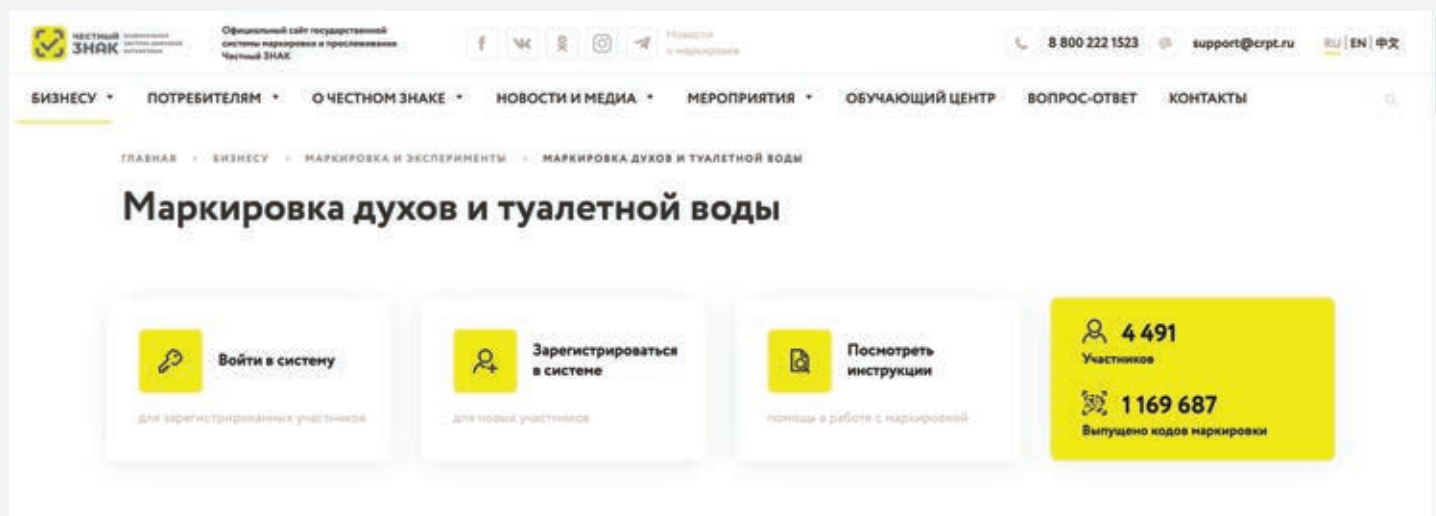 ЧЕСТНЫЙ
ЗНАК
Официальный сайт государственной
системы маркировки и прослеживания
Честный ЗНАК
Новости
о маркировке
8 800 222 1523
support@crpt.ru
RU | EN | 中文
БИЗНЕСУ ПОТРЕБИТЕЛЯМ О ЧЕСТНОМ ЗНАКЕ НОВОСТИ И МЕДИА МЕРОПРИЯТИЯ ОБУЧАЮЩИЙ ЦЕНТР ВОПРОС-ОТВЕТ КОНТАКТЫ
ГЛАВНАЯ БИЗНЕСУ МАРКИРОВКА И ЭКСПЕРИМЕНТЫ МАРКИРОВКА ДУХОВ И ТУАЛЕТНОЙ ВОДЫ
Маркировка духов и туалетной воды
Войти в систему
для зарегистрированных участников
Зарегистрироваться
в системе
для новых участников
Посмотреть
инструкции
помощь в работе с маркировкой
4 491
Участников
1 169 687
Выпущено кодов маркировки